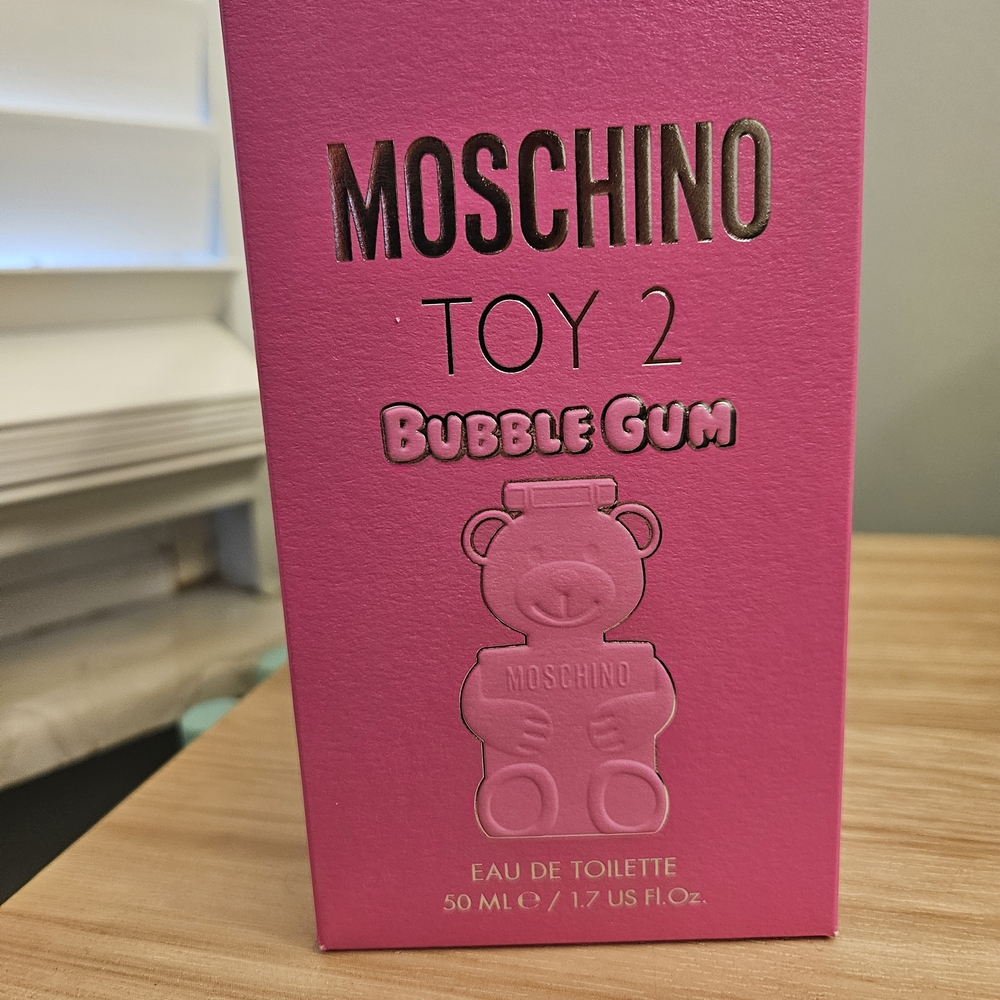 MOSCHINO
TOY 2
BUBBLE GUM
MOSCHINO
EAU DE TOILETTE
50 ML ℮ / 1.7 US Fl.Oz.